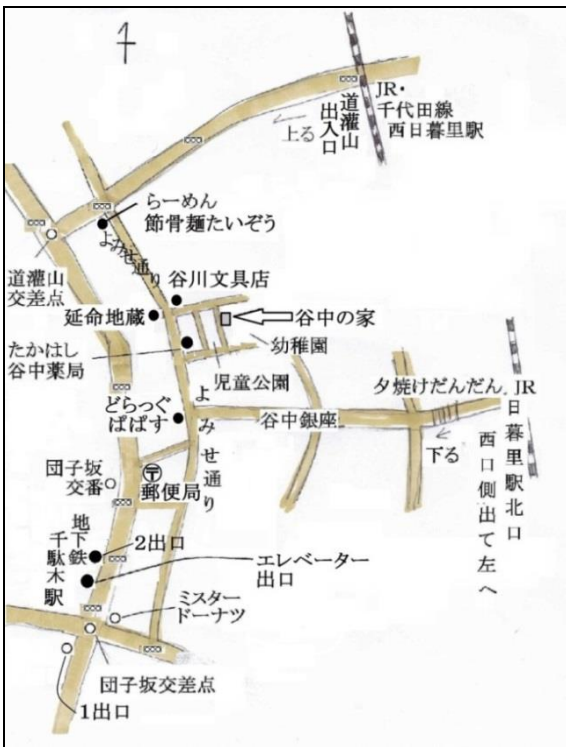 JR・
千代田線
西日暮里駅
道灌山
出入口
上る
らーめん
節骨麺たいぞう
よみせ通り
道灌山
交差点
谷川文具店
延命地蔵
谷中の家
幼稚園
たかはし
谷中薬局
児童公園
どらっぐ
ぱぱす
よみせ通り
谷中銀座
夕焼けだんだん
下る
JR
日暮里駅北口
西口側出て左へ
団子坂
交番
〒
郵便局
地下鉄
千駄木駅
2出口
エレベーター
出口
ミスター
ドーナツ
団子坂交差点
1出口